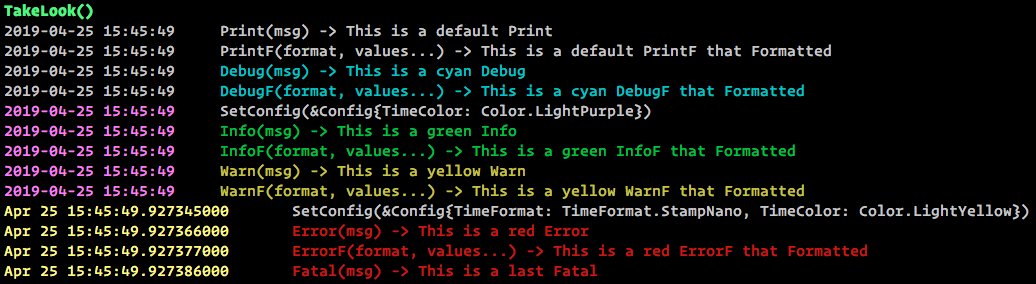 TakeLook()
2019-04-25 15:45:49 Print(msg) -> This is a default Print
2019-04-25 15:45:49 PrintF(format, values...) -> This is a default PrintF that Formatted
2019-04-25 15:45:49 Debug(msg) -> This is a cyan Debug
2019-04-25 15:45:49 DebugF(format, values...) -> This is a cyan DebugF that Formatted
2019-04-25 15:45:49 SetConfig(&Config{TimeColor: Color.LightPurple})
2019-04-25 15:45:49 Info(msg) -> This is a green Info
2019-04-25 15:45:49 InfoF(format, values...) -> This is a green InfoF that Formatted
2019-04-25 15:45:49 Warn(msg) -> This is a yellow Warn
2019-04-25 15:45:49 WarnF(format, values...) -> This is a yellow WarnF that Formatted
Apr 25 15:45:49.927345000 SetConfig(&Config{TimeFormat: TimeFormat.StampNano, TimeColor: Color.LightYellow})
Apr 25 15:45:49.927366000 Error(msg) -> This is a red Error
Apr 25 15:45:49.927377000 ErrorF(format, values...) -> This is a red ErrorF that Formatted
Apr 25 15:45:49.927386000 Fatal(msg) -> This is a last Fatal